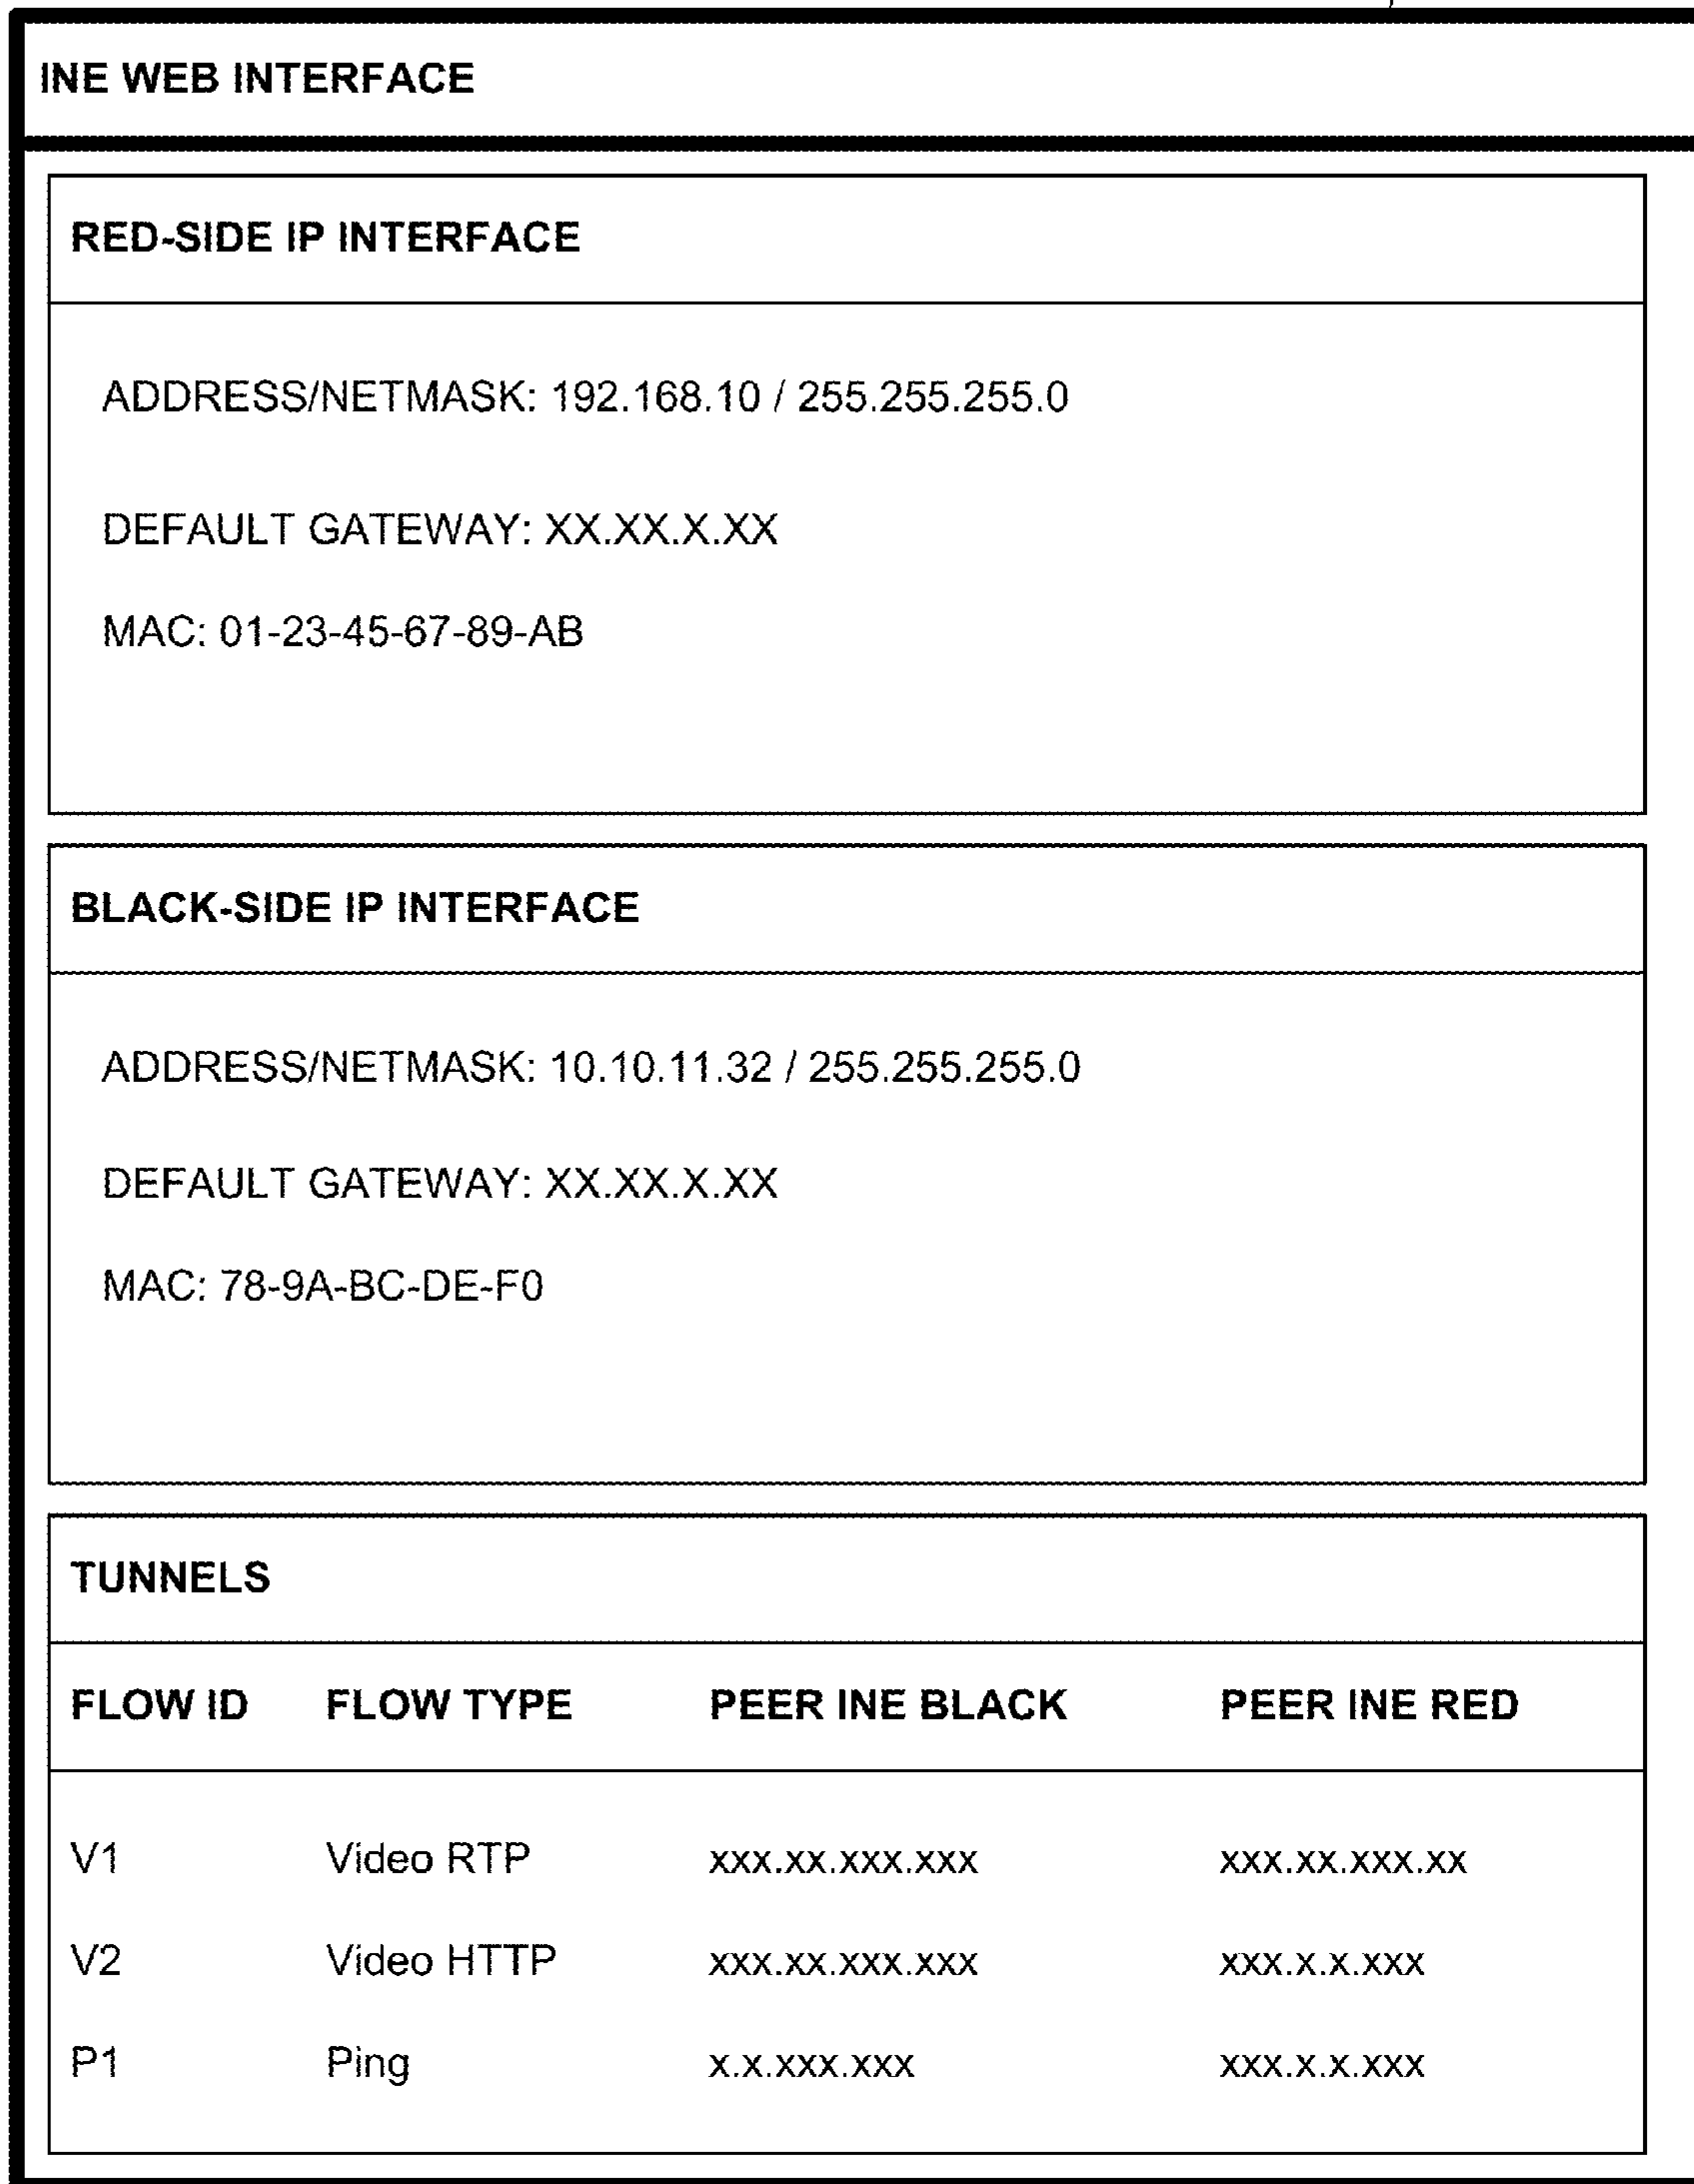 INE WEB INTERFACE
RED-SIDE IP INTERFACE
ADDRESS/NETMASK: 192.168.10 / 255.255.255.0
DEFAULT GATEWAY: XX.XX.X.XX
MAC: 01-23-45-67-89-AB
BLACK-SIDE IP INTERFACE
ADDRESS/NETMASK: 10.10.11.32 / 255.255.255.0
DEFAULT GATEWAY: XX.XX.X.XX
MAC: 78-9A-BC-DE-F0
TUNNELS
FLOW ID FLOW TYPE PEER INE BLACK PEER INE RED
V1 Video RTP xxx.xx.xxx.xxx xxx.xx.xxx.xx
V2 Video HTTP xxx.xx.xxx.xxx xxx.x.x.xxx
P1 Ping x.x.xxx.xxx xxx.x.x.xxx